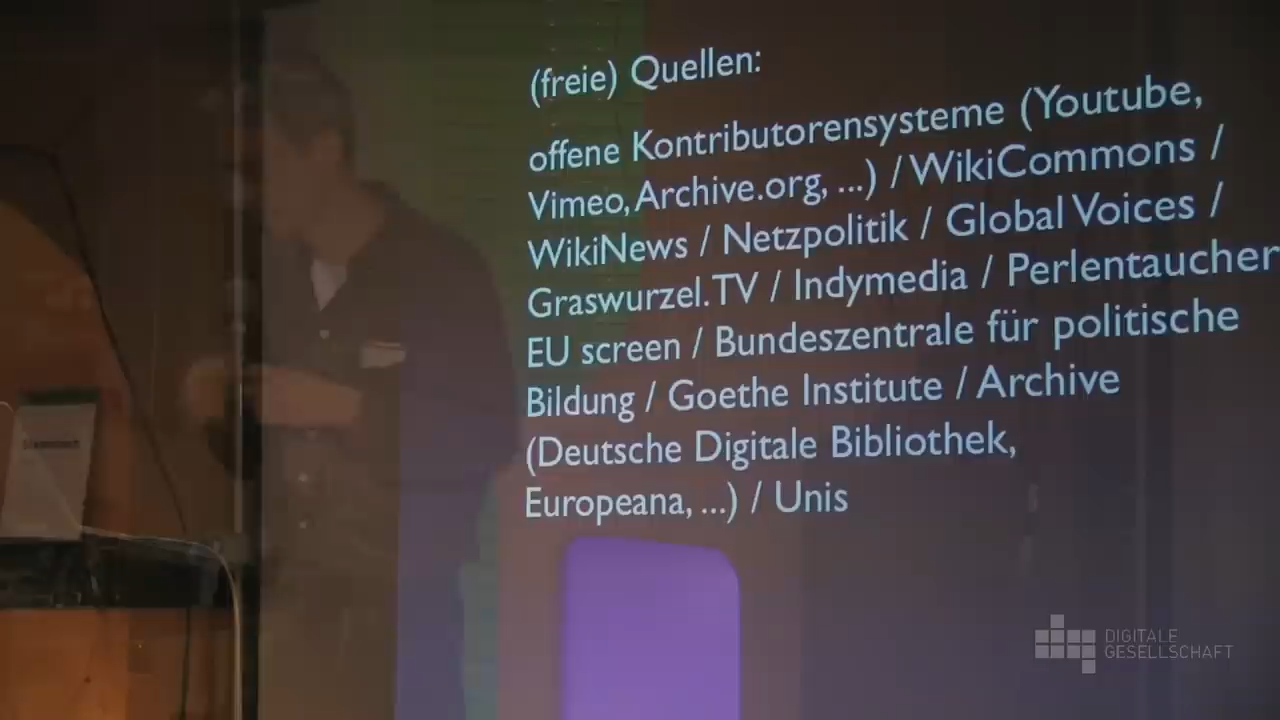 (freie) Quellen:
offene Kontributorensysteme (Youtube,
Vimeo, Archive.org, ...) / WikiCommons /
WikiNews / Netzpolitik / Global Voices /
Graswurzel.TV / Indymedia / Perlentaucher
EU screen / Bundeszentrale für politische
Bildung / Goethe Institute / Archive
(Deutsche Digitale Bibliothek,
Europeana, ...) / Unis
DIGITALE
GESELLSCHAFT